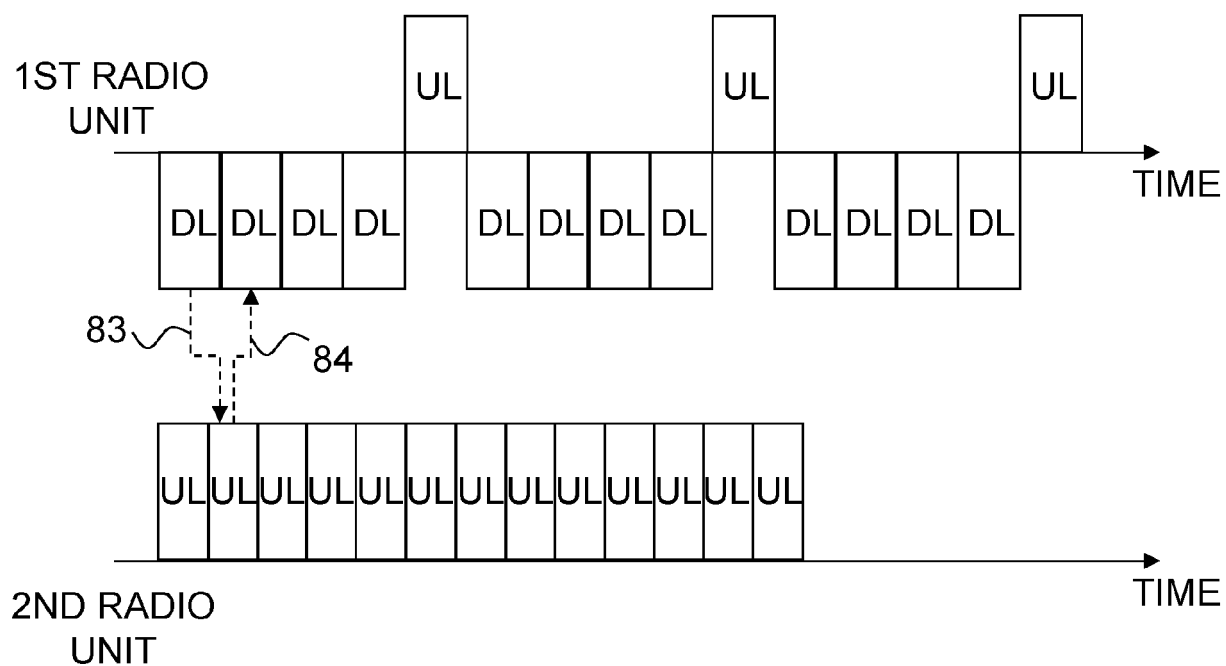 UL UL UL
1ST RADIO
UNIT
TIME
DL DL DL DL DL DL DL DL DL DL DL DL
83
84
UL UL UL UL UL UL UL UL UL UL UL UL UL
TIME
2ND RADIO
UNIT